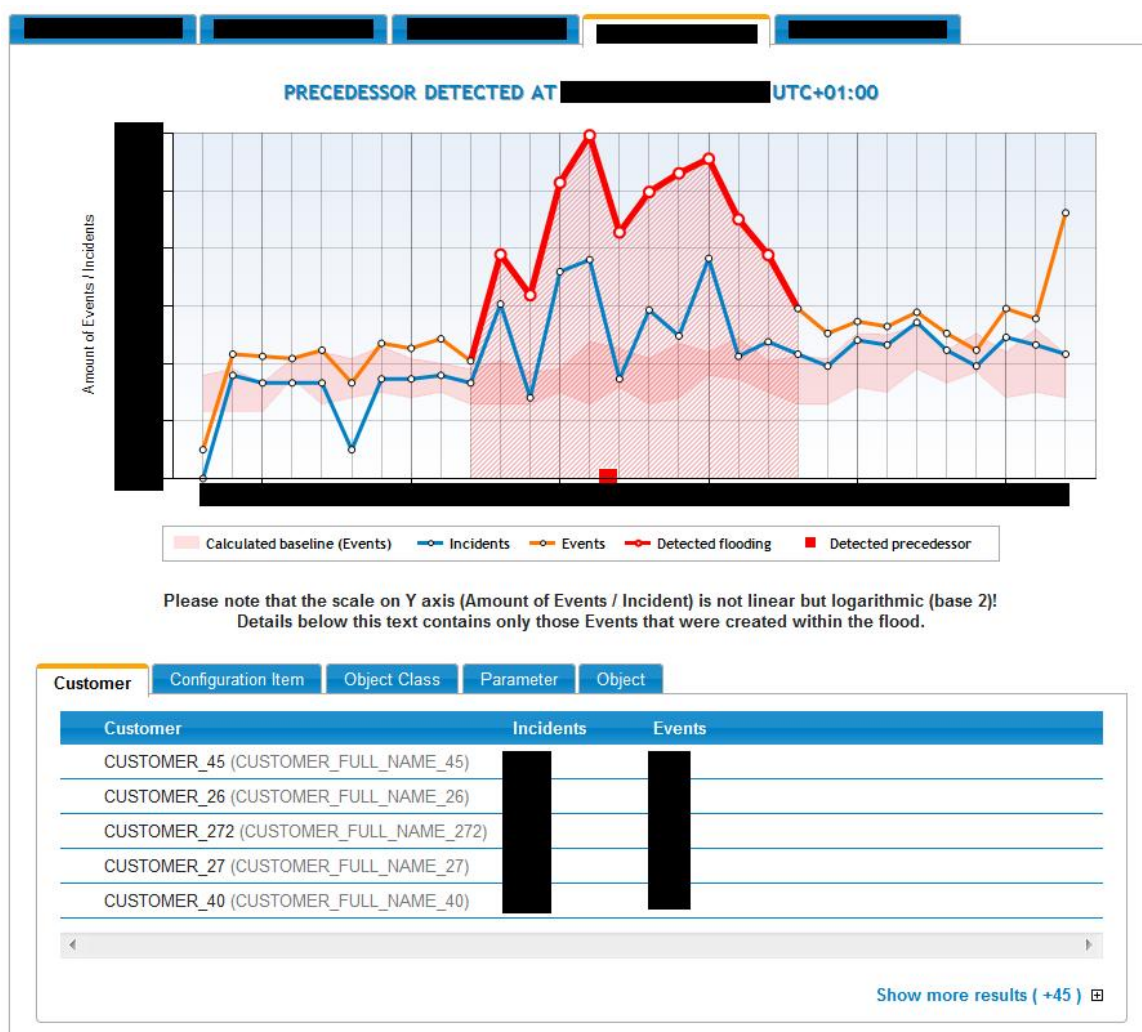 PRECEDESSOR DETECTED AT UTC+01:00
Amount of Events / Incidents
Calculated baseline (Events) Incidents Events Detected flooding Detected precedessor
Please note that the scale on Y axis (Amount of Events / Incident) is not linear but logarithmic (base 2)!
Details below this text contains only those Events that were created within the flood.
Customer Configuration Item Object Class Parameter Object
Customer Incidents Events
CUSTOMER_45 (CUSTOMER_FULL_NAME_45)
CUSTOMER_26 (CUSTOMER_FULL_NAME_26)
CUSTOMER_272 (CUSTOMER_FULL_NAME_272)
CUSTOMER_27 (CUSTOMER_FULL_NAME_27)
CUSTOMER_40 (CUSTOMER_FULL_NAME_40)
Show more results ( +45 )